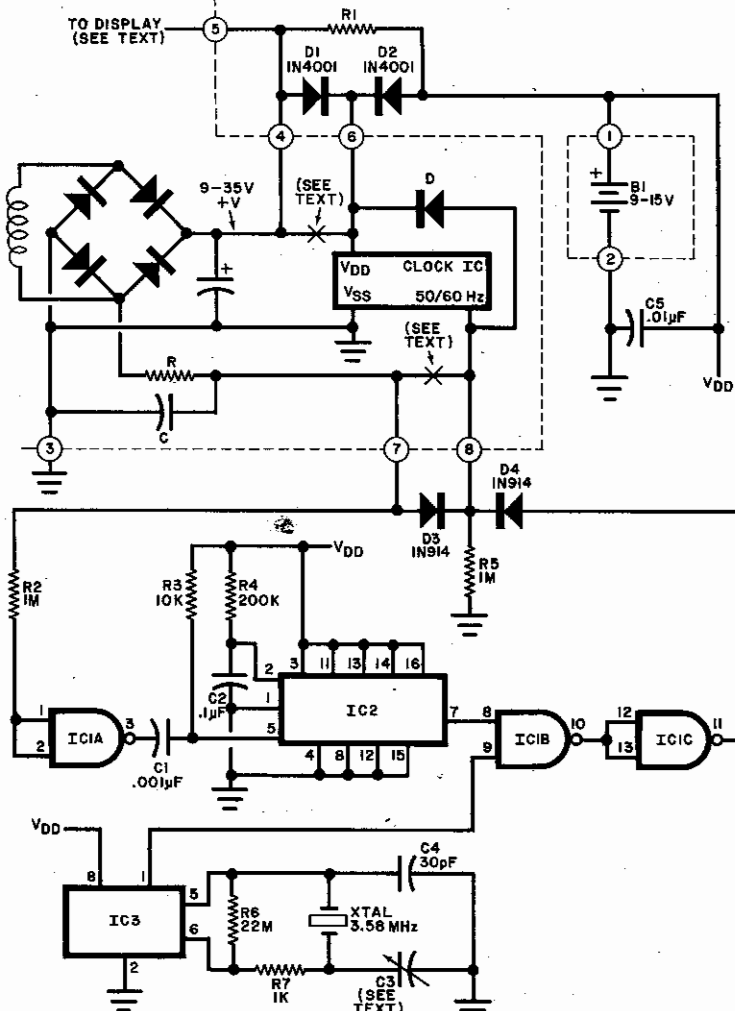 TO DISPLAY
(SEE TEXT)
5
R1
D1
1N4001
D2
1N4001
4
6
1
9-35V
+V
(SEE
TEXT)
D
+
B1
9-15V
+
VDD
CLOCK IC
VSS
50/60 Hz
2
(SEE
TEXT)
C5
.01µF
R
VDD
C
3
7
8
D4
1N914
D3
1N914
R2
1M
R3
10K
R4
200K
VDD
R5
1M
2
3
11
13
14
16
C2
.1µF
1
IC2
7
8
12
1
2
IC1A
3
5
9
IC1B
10
13
IC1C
11
C1
.001µF
4
8
12
15
VDD
C4
30pF
8
1
5
IC3
R6
22M
XTAL
3.58 MHz
6
2
R7
1K
C3
(SEE
TEXT)